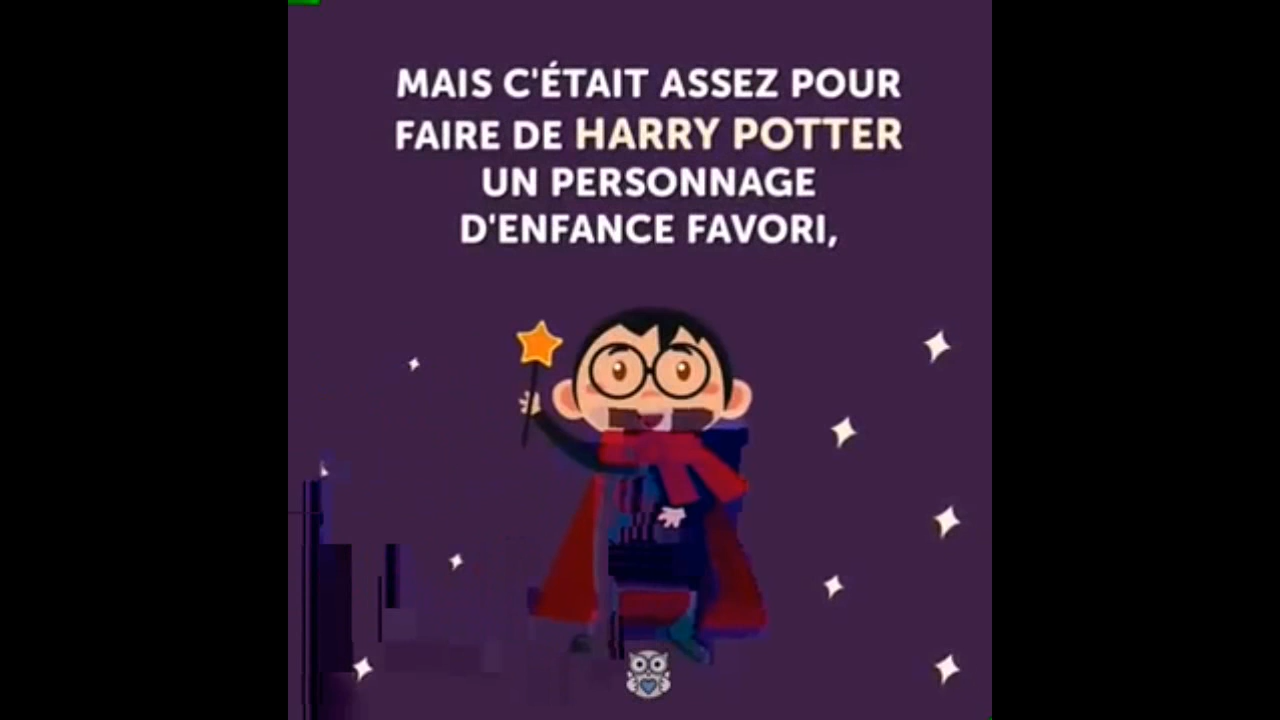 MAIS C'ÉTAIT ASSEZ POUR
FAIRE DE HARRY POTTER
UN PERSONNAGE
D'ENFANCE FAVORI,